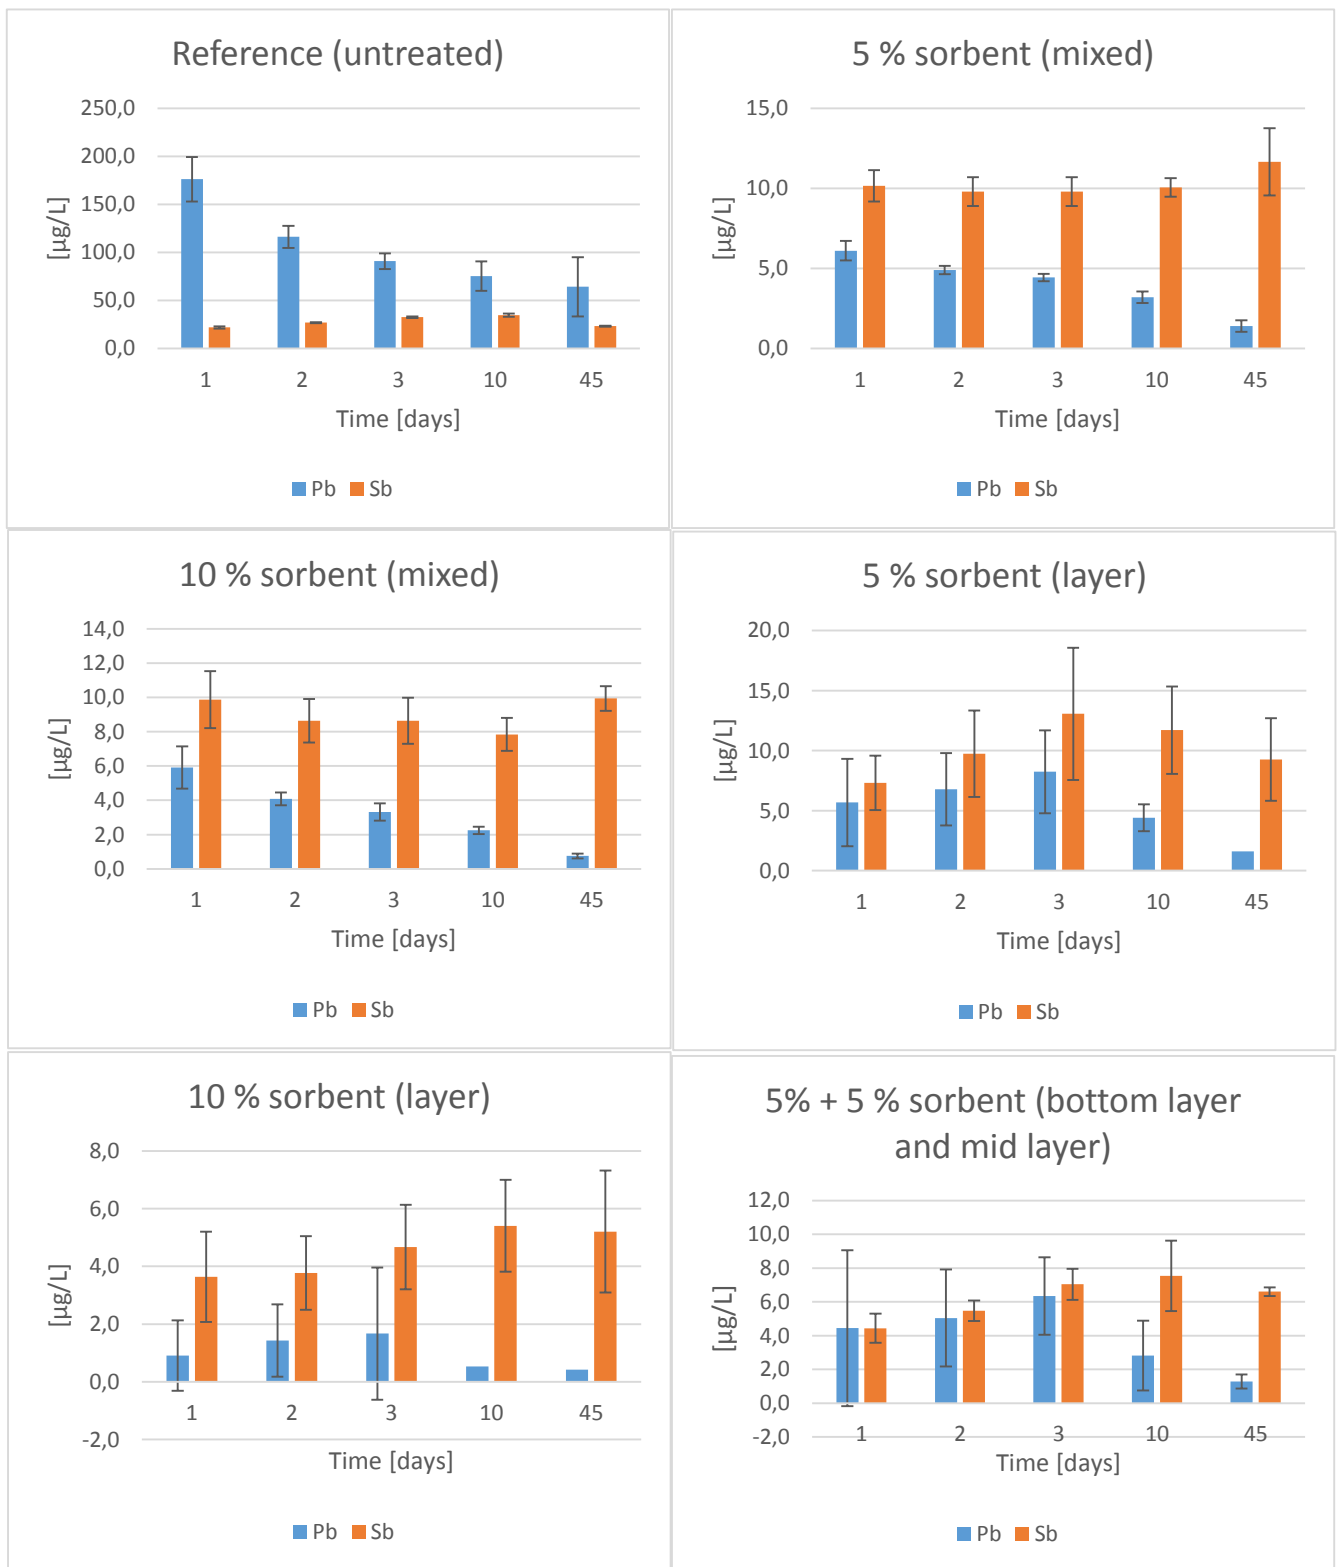 Reference (untreated)
250,0
200,0
150,0
100,0
50,0
0,0
[µg/L]
1 2 3 10 45
Time [days]
Pb Sb
5 % sorbent (mixed)
15,0
10,0
5,0
0,0
[µg/L]
1 2 3 10 45
Time [days]
Pb Sb
10 % sorbent (mixed)
14,0
12,0
10,0
8,0
6,0
4,0
2,0
0,0
[µg/L]
1 2 3 10 45
Time [days]
Pb Sb
5 % sorbent (layer)
20,0
15,0
10,0
5,0
0,0
[µg/L]
1 2 3 10 45
Time [days]
Pb Sb
10 % sorbent (layer)
8,0
6,0
4,0
2,0
0,0
-2,0
[µg/L]
1 2 3 10 45
Time [days]
Pb Sb
5% + 5 % sorbent (bottom layer
and mid layer)
12,0
10,0
8,0
6,0
4,0
2,0
0,0
-2,0
[µg/L]
1 2 3 10 45
Time [days]
Pb Sb